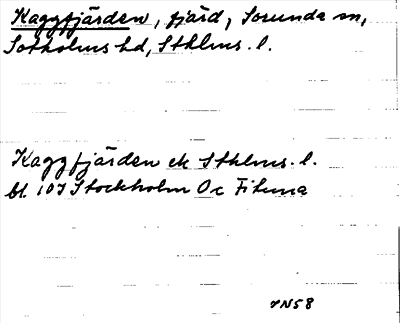 Kaggfjärden, fjärd, Sorunda sn,
Sotholms hd, Sthlms. l.
Kaggfjärden ek Sthlms. l.
bl. 107 Stockholm Oc Fituna
VN58